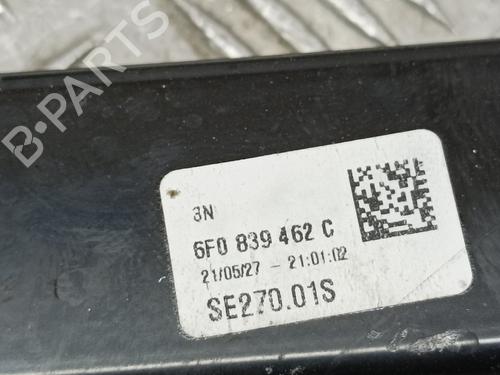 B-PARTS
3N
6F0 839 462 C
21/05/27 - 21:01:02
SE270.01S